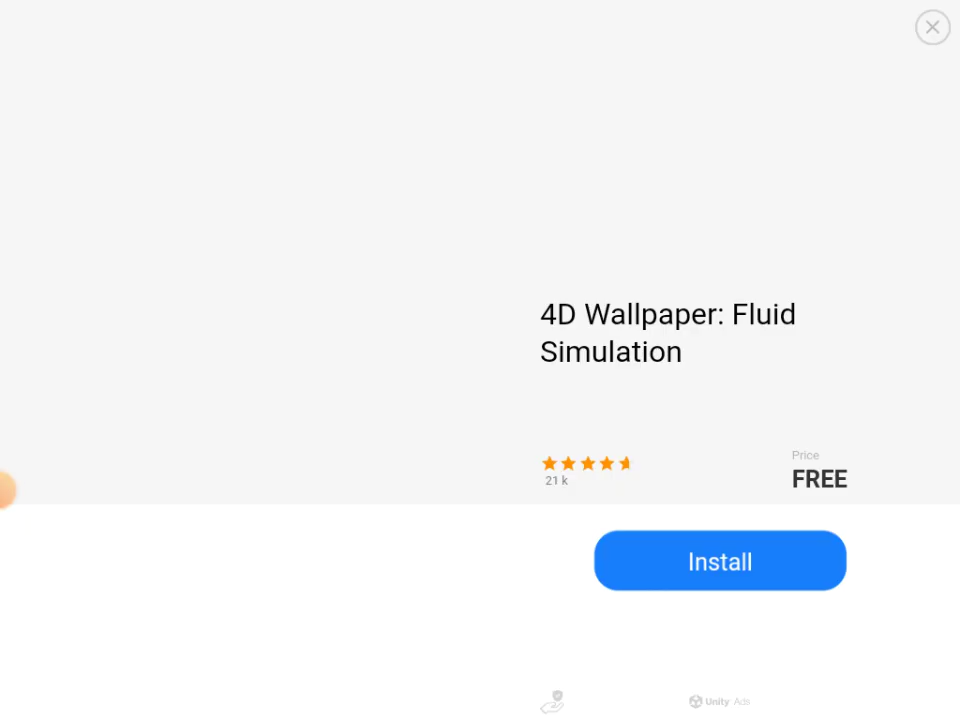 4D Wallpaper: Fluid
Simulation
Price
21 k
FREE
Install
Unity Ads